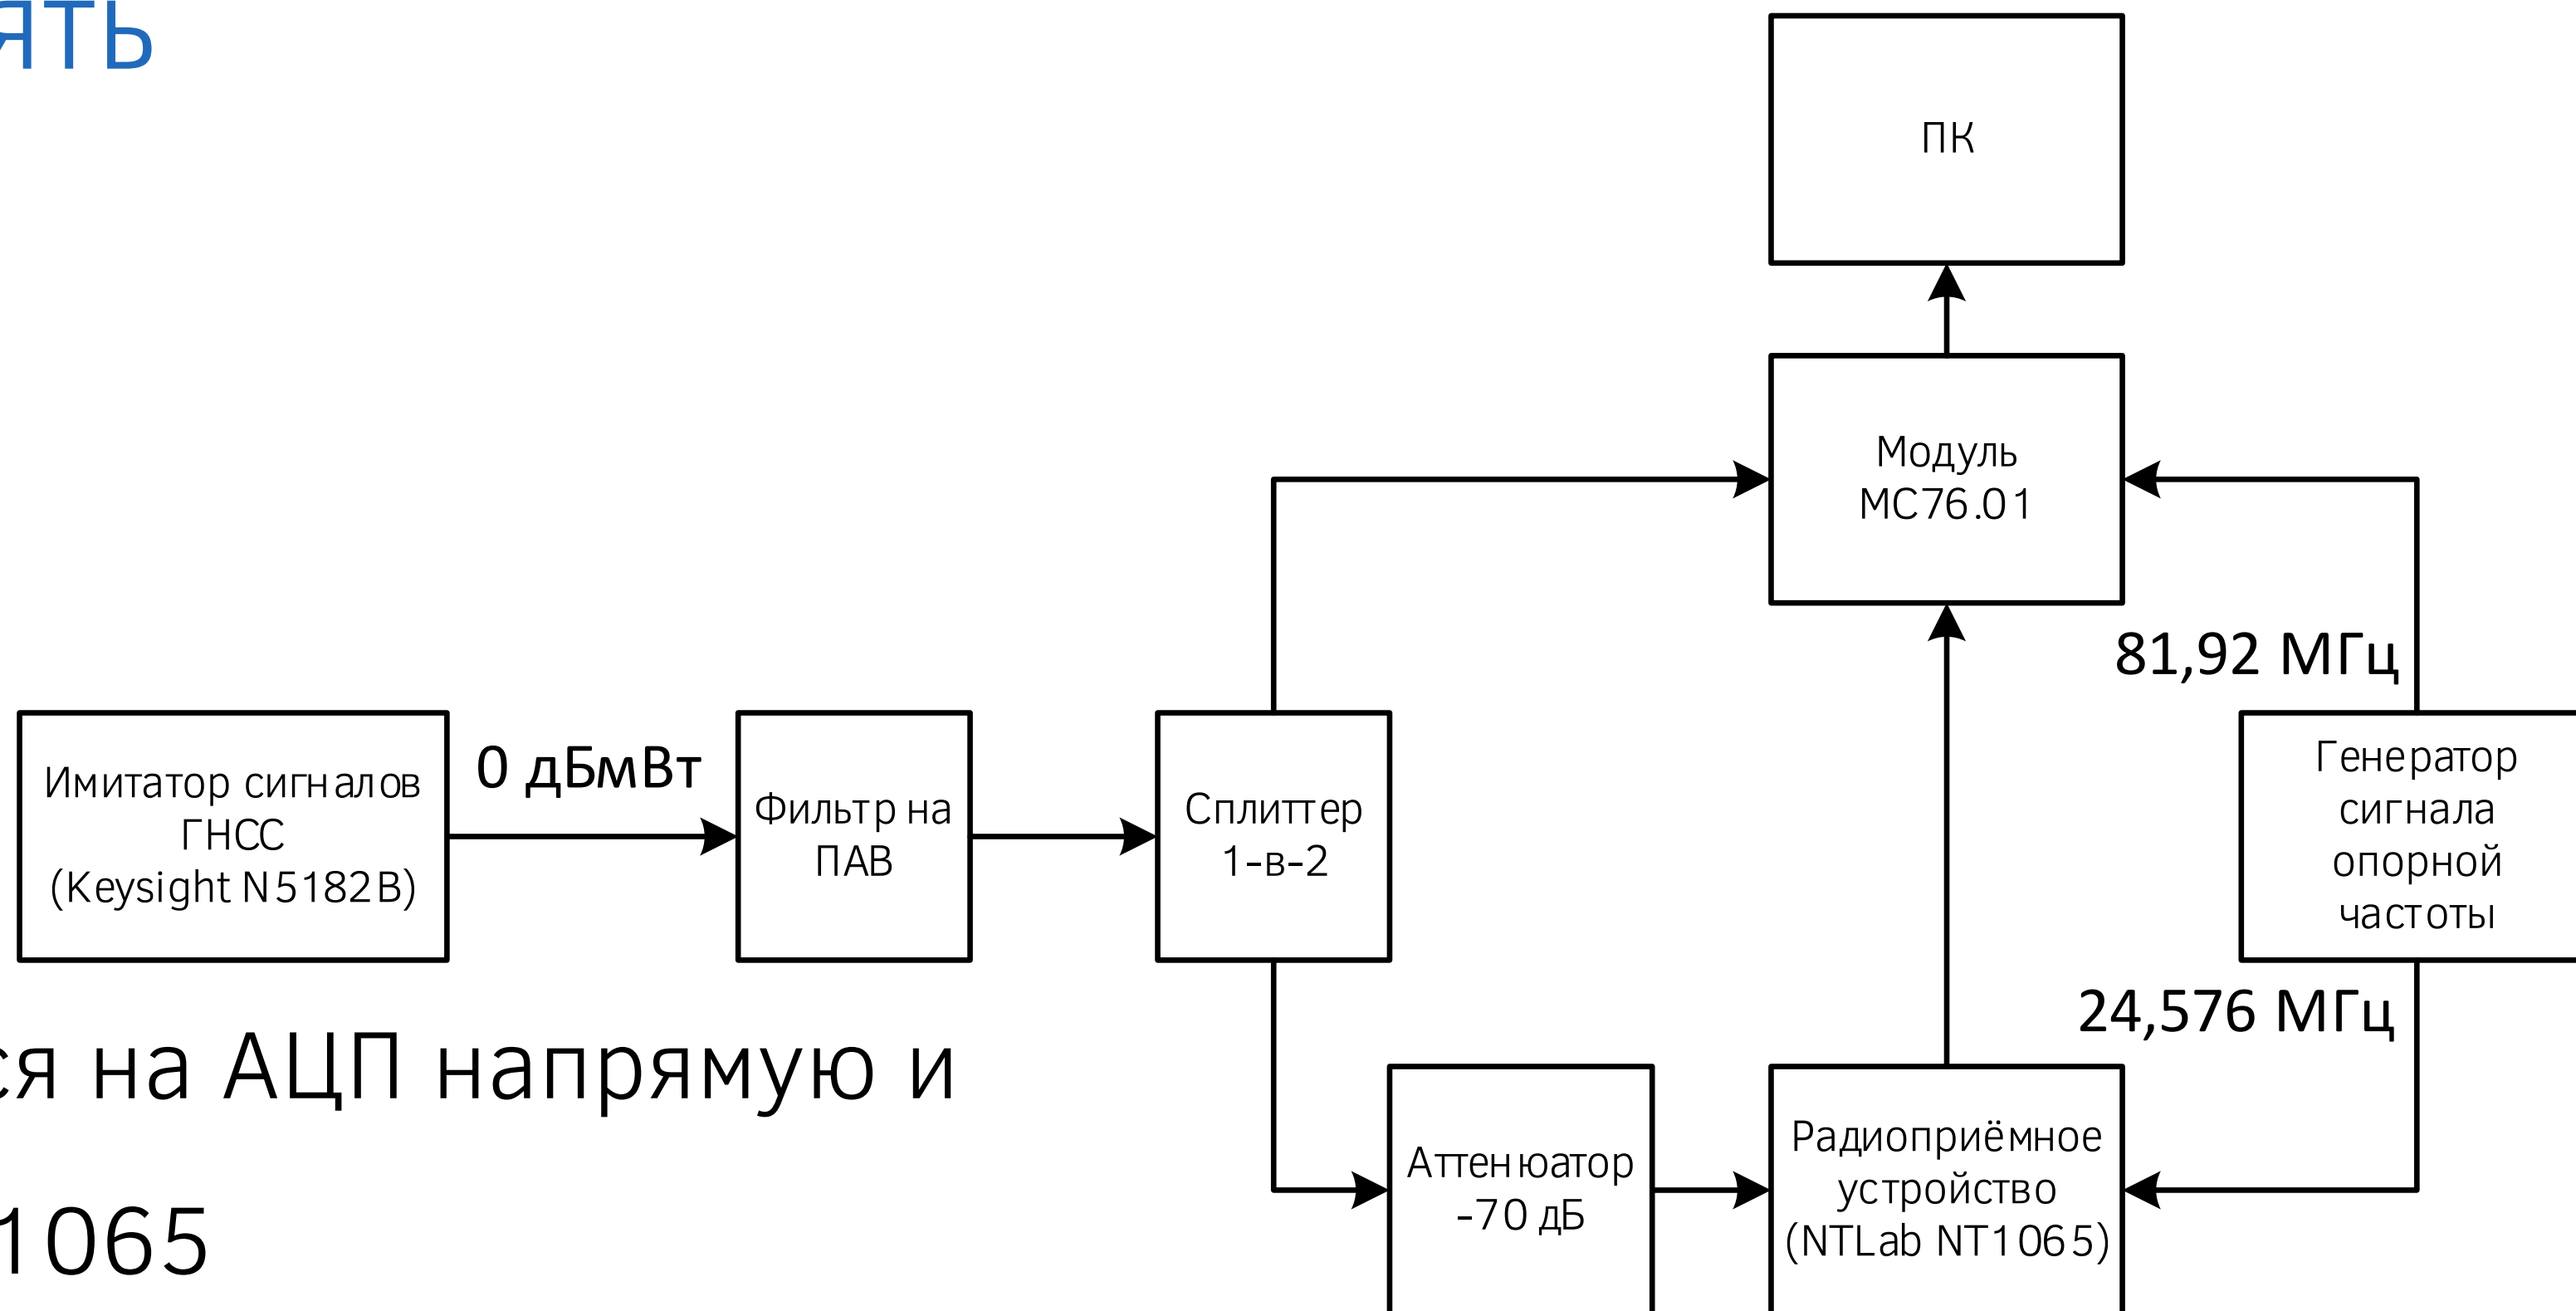 ять
ПК
Модуль
МС76.01
81,92 МГц
Имитатор сигналов
ГНСС
(Keysight N5182B)
0 дБмВт
Фильтр на
ПАВ
Сплиттер
1-в-2
Генератор
сигнала
опорной
частоты
24,576 МГц
ся на АЦП напрямую и
Аттенюатор
-70 дБ
Радиоприёмное
устройство
(NTLab NT1065)
1065